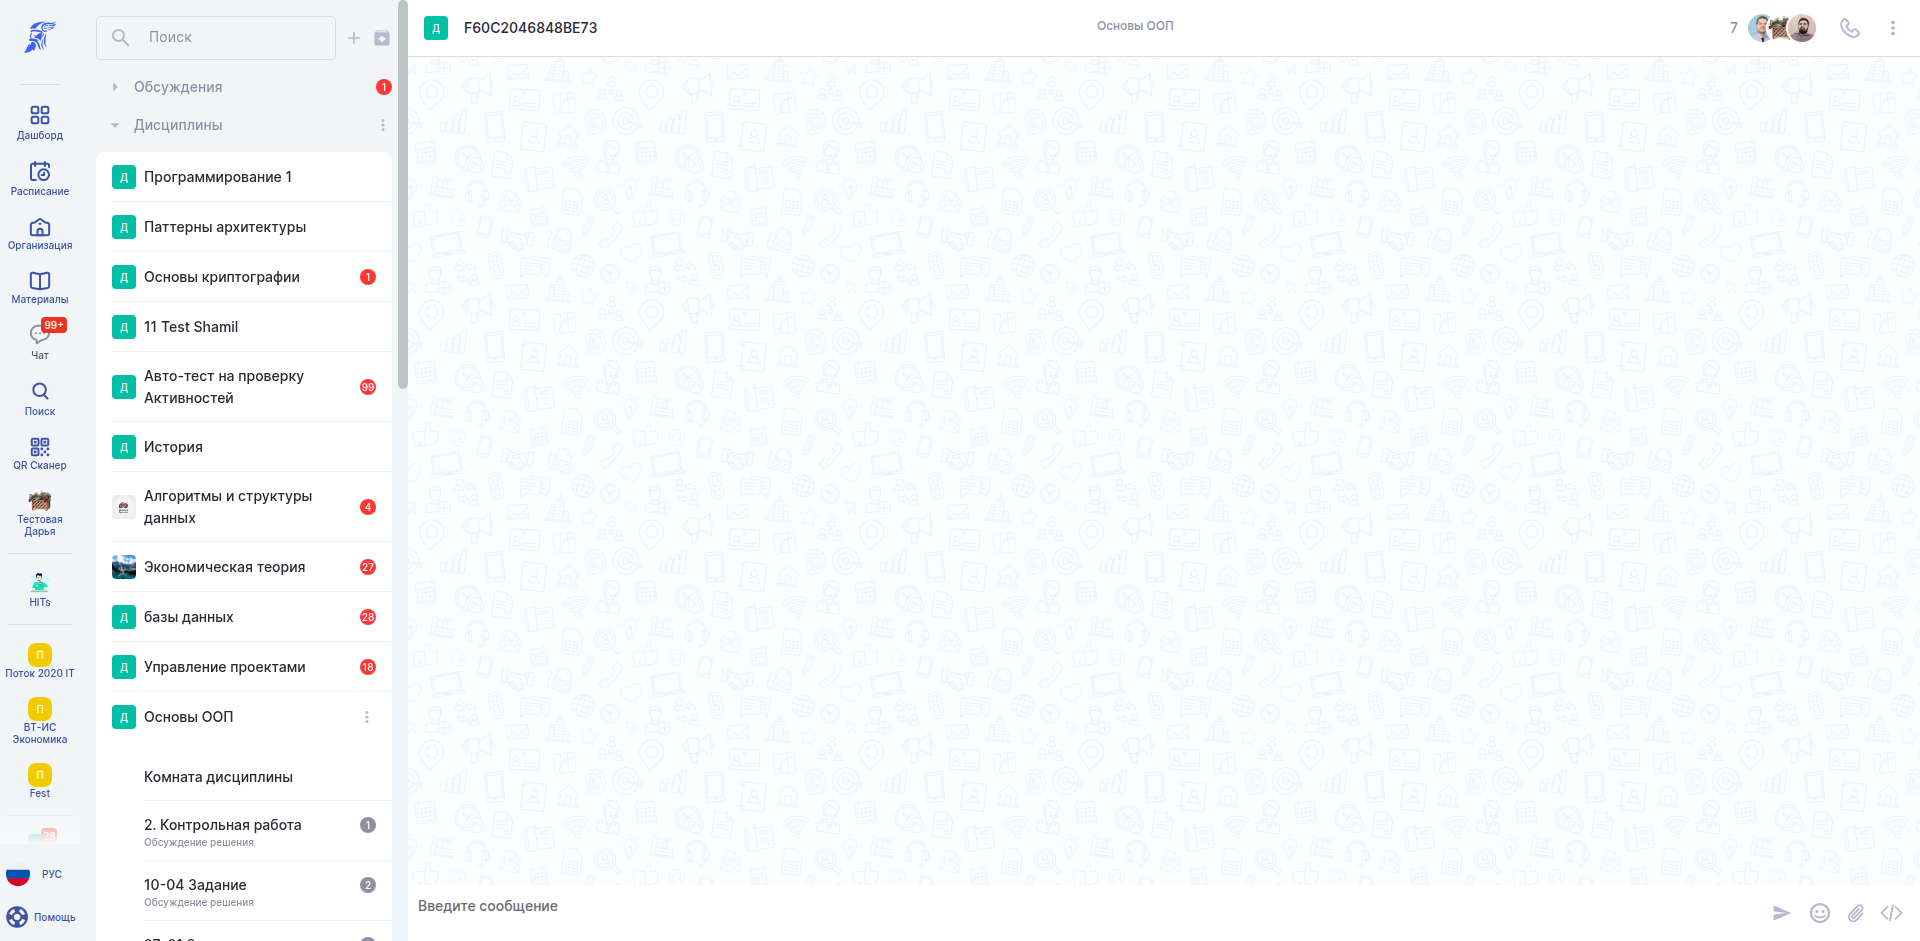 Дашборд
Расписание
Организация
Материалы
99+
Чат
Поиск
QR Сканер
Тестовая
Дарья
HITs
П
Поток 2020 IT
П
ВТ-ИС
Экономика
П
Fest
28
РУС
Помощь
Поиск
Обсуждения
1
Дисциплины
Д
Программирование 1
Д
Паттерны архитектуры
Д
Основы криптографии
1
Д
11 Test Shamil
Д
Авто-тест на проверку
Активностей
99
Д
История
Алгоритмы и структуры
данных
4
Экономическая теория
27
Д
базы данных
28
Д
Управление проектами
18
Д
Основы ООП
Комната дисциплины
2. Контрольная работа
1
Обсуждение решения
10-04 Задание
2
Обсуждение решения
Д
F60C2046848BE73
Основы ООП
7
Введите сообщение